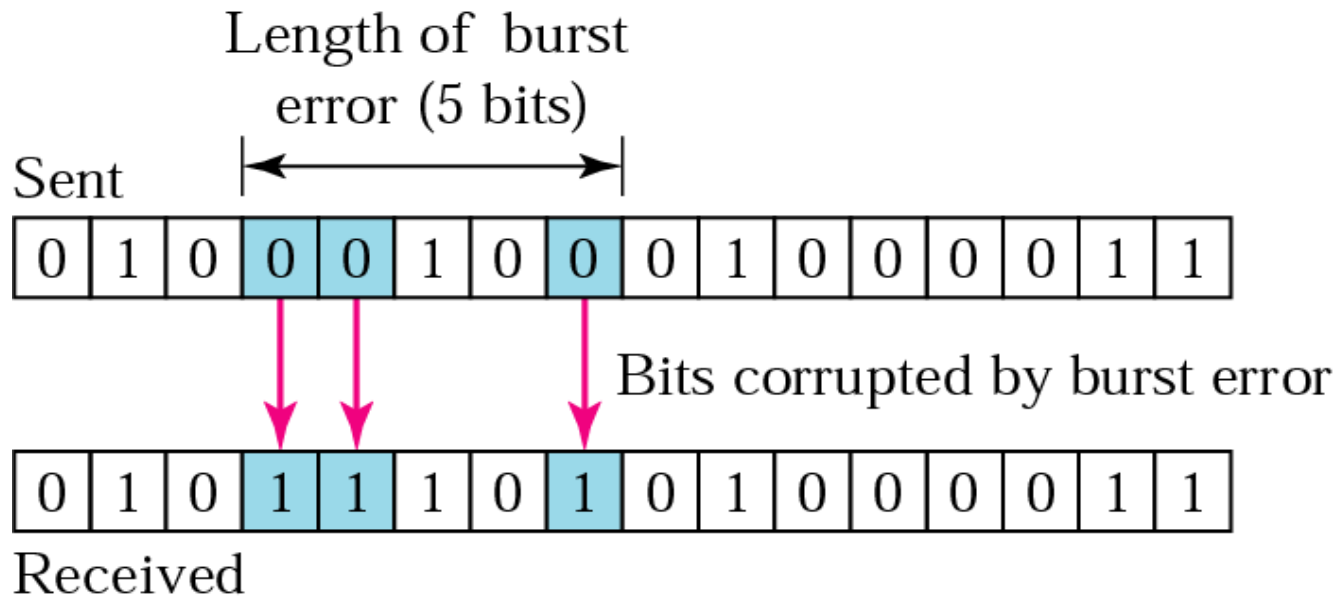 Length of burst
error (5 bits)
Sent
0 1 0 0 0 1 0 0 0 1 0 0 0 0 1 1
Bits corrupted by burst error
0 1 0 1 1 1 0 1 0 1 0 0 0 0 1 1
Received